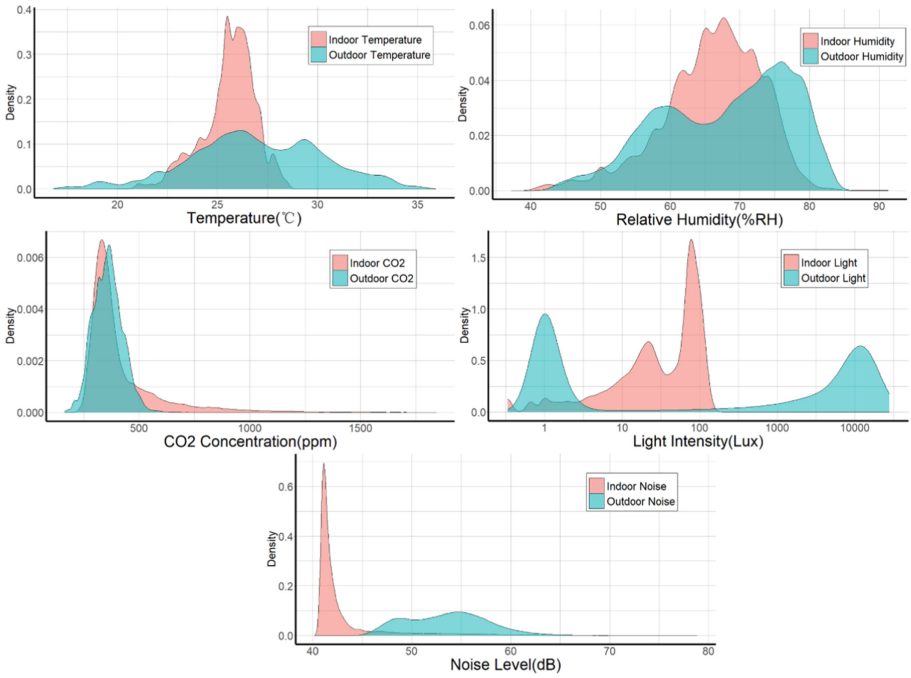 0.4
0.3
0.2
0.1
0.0
Density
Indoor Temperature
Outdoor Temperature
20
25
30
35
Temperature(℃)
0.06
0.04
0.02
0.00
Density
Indoor Humidity
Outdoor Humidity
40
50
60
70
80
90
Relative Humidity(%RH)
0.006
0.004
0.002
0.000
Density
Indoor CO2
Outdoor CO2
500
1000
1500
CO2 Concentration(ppm)
1.5
1.0
0.5
0.0
Density
Indoor Light
Outdoor Light
1
10
100
1000
10000
Light Intensity(Lux)
0.6
0.4
0.2
0.0
Density
Indoor Noise
Outdoor Noise
40
50
60
70
80
Noise Level(dB)